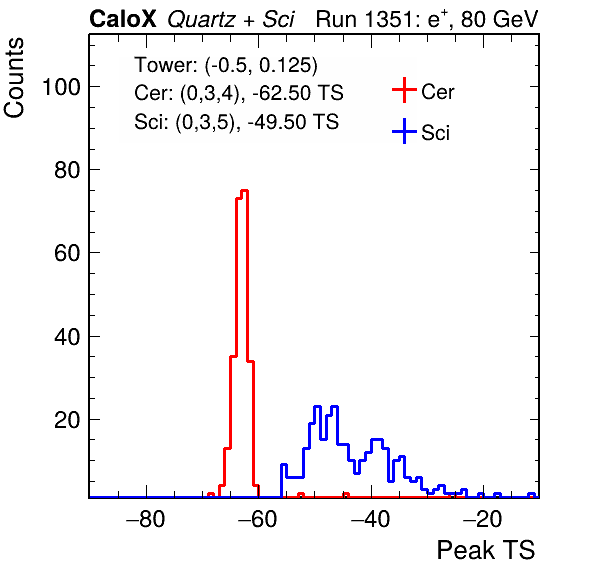 CaloX Quartz + Sci Run 1351: e+, 80 GeV
Counts
Tower: (-0.5, 0.125)
Cer: (0,3,4), -62.50 TS
Sci: (0,3,5), -49.50 TS
Cer
Sci
100
80
60
40
20
−80 −60 −40 −20
Peak TS